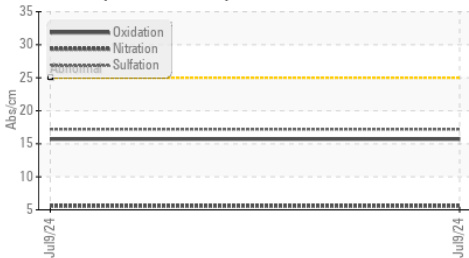 35
30
25
20
15
10
5
Abs/cm
Oxidation
Nitration
Sulfation
Abnormal
Jul9/24
Jul9/24